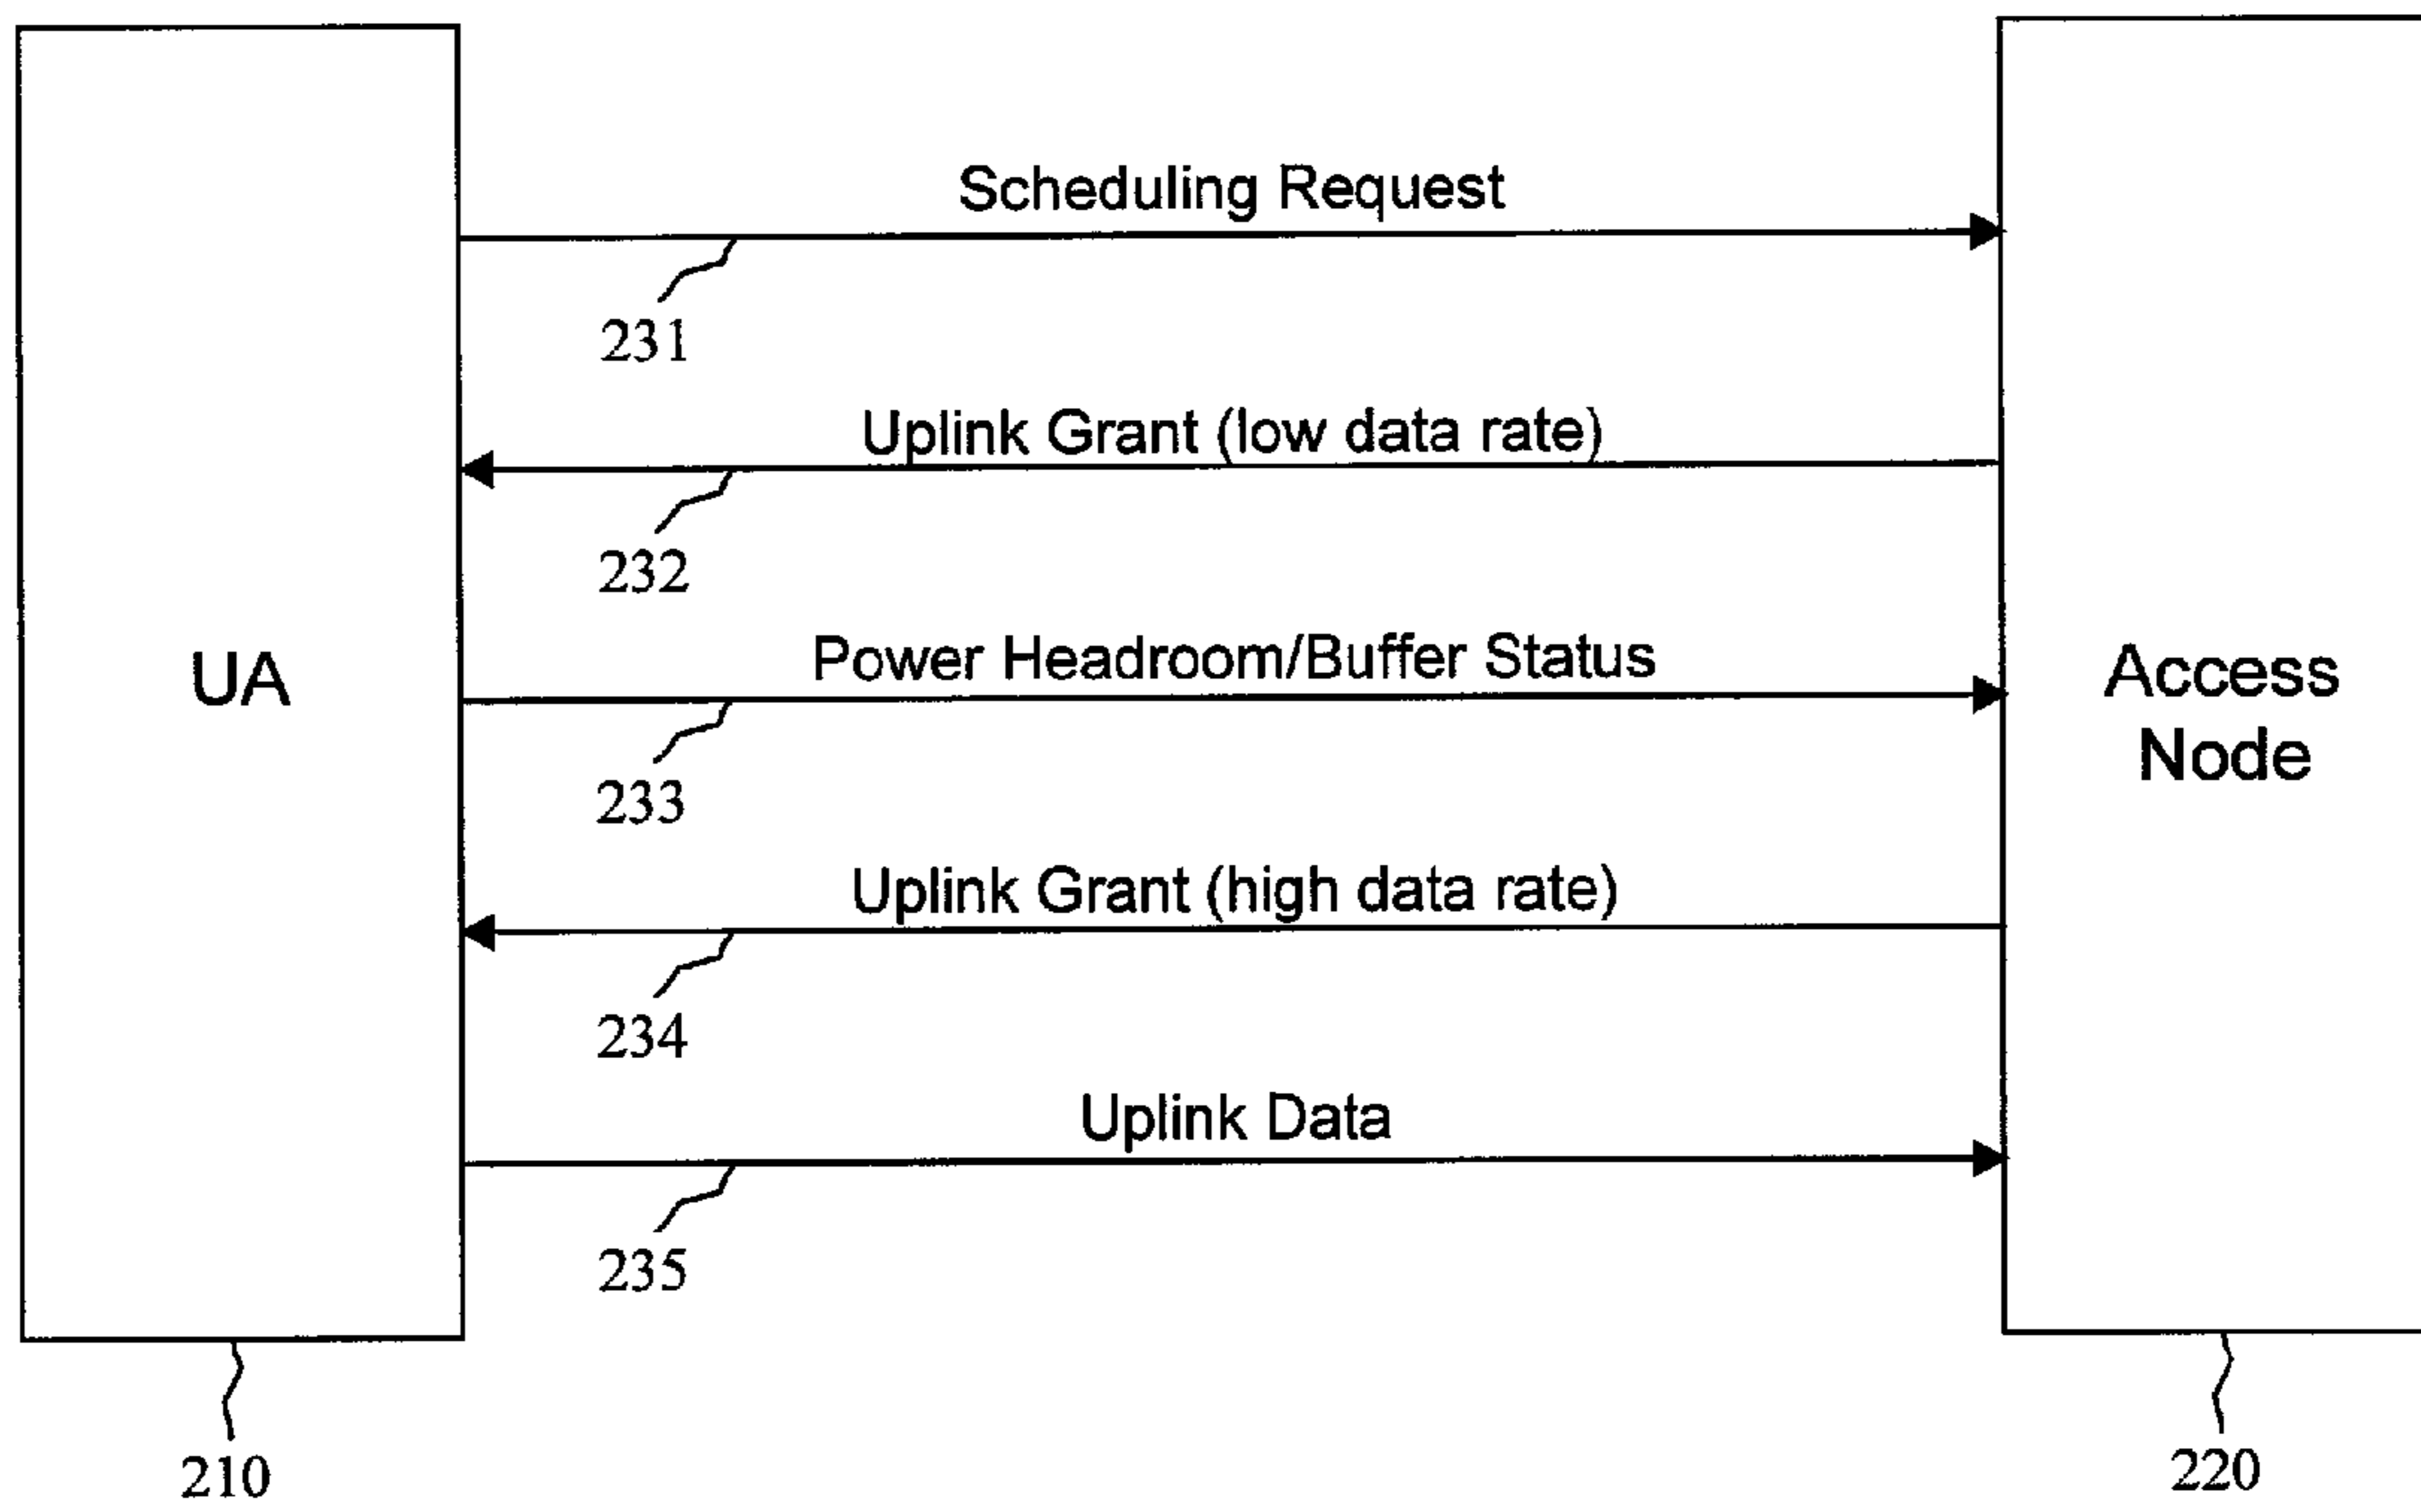 Scheduling Request
231
Uplink Grant (low data rate)
232
UA
Power Headroom/Buffer Status
Access
Node
233
Uplink Grant (high data rate)
234
Uplink Data
235
210
220